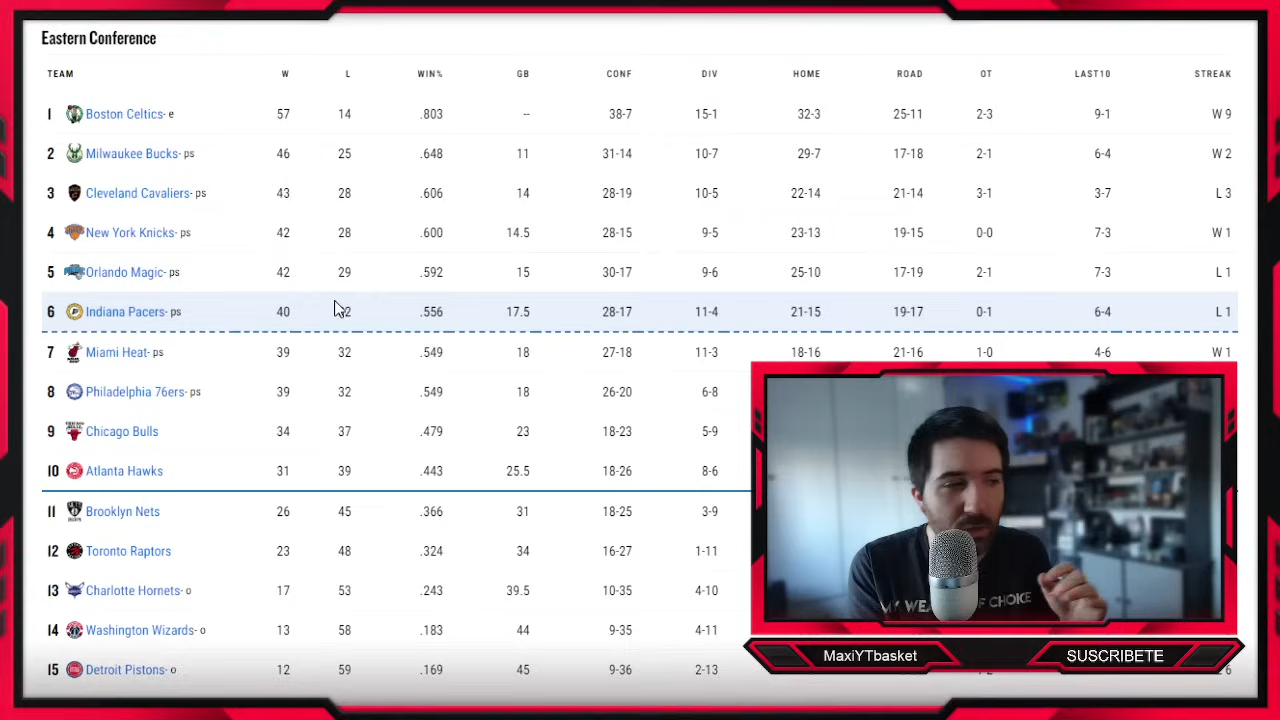 Eastern Conference
TEAM W L WIN% GB CONF DIV HOME ROAD OT LAST10 STREAK
1 Boston Celtics- e 57 14 .803 -- 38-7 15-1 32-3 25-11 2-3 9-1 W 9
2 Milwaukee Bucks- ps 46 25 .648 11 31-14 10-7 29-7 17-18 2-1 6-4 W 2
3 Cleveland Cavaliers- ps 43 28 .606 14 28-19 10-5 22-14 21-14 3-1 3-7 L 3
4 New York Knicks- ps 42 28 .600 14.5 28-15 9-5 23-13 19-15 0-0 7-3 W 1
5 Orlando Magic- ps 42 29 .592 15 30-17 9-6 25-10 17-19 2-1 7-3 L 1
6 Indiana Pacers- ps 40 .556 17.5 28-17 11-4 21-15 19-17 0-1 6-4 L 1
7 Miami Heat- ps 39 32 .549 18 27-18 11-3 18-16 21-16 1-0 4-6 W 1
8 Philadelphia 76ers- ps 39 32 .549 18 26-20 6-8
9 Chicago Bulls 34 37 .479 23 18-23 5-9
10 Atlanta Hawks 31 39 .443 25.5 18-26 8-6
11 Brooklyn Nets 26 45 .366 31 18-25 3-9
12 Toronto Raptors 23 48 .324 34 16-27 1-11
13 Charlotte Hornets- o 17 53 .243 39.5 10-35 4-10
14 Washington Wizards- o 13 58 .183 44 9-35 4-11
15 Detroit Pistons- o 12 59 .169 45 9-36 2-13
MY OF CHOICE
MaxiYTbasket
SUSCRIBETE